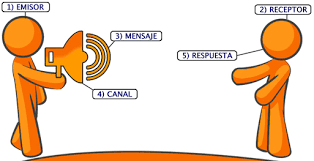 1) EMISOR
2) RECEPTOR
3) MENSAJE
5) RESPUESTA
4) CANAL